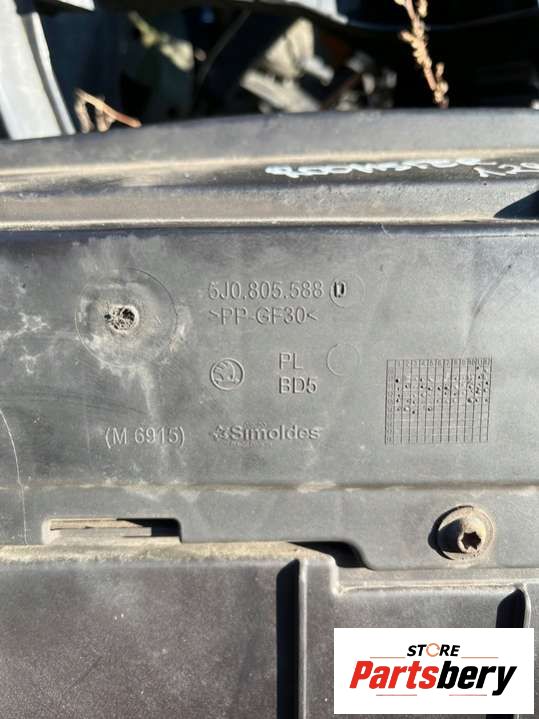 5J0.805.588 D
>PP-GF30<
PL
BD5
(M 6915)
Simoldes
STORE
Partsbery